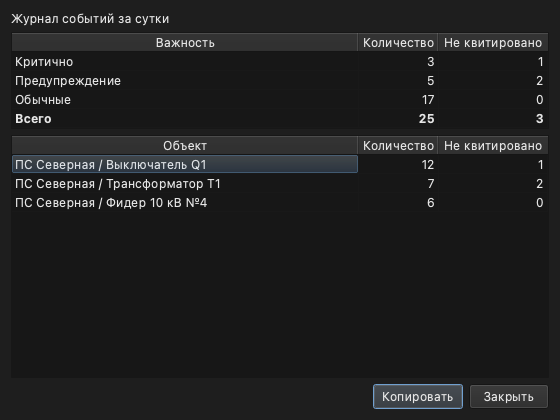 Журнал событий за сутки
Важность Количество Не квитировано
Критично 3 1
Предупреждение 5 2
Обычные 17 0
Всего 25 3
Объект Количество Не квитировано
ПС Северная / Выключатель Q1 12 1
ПС Северная / Трансформатор Т1 7 2
ПС Северная / Фидер 10 кВ №4 6 0
Копировать Закрыть